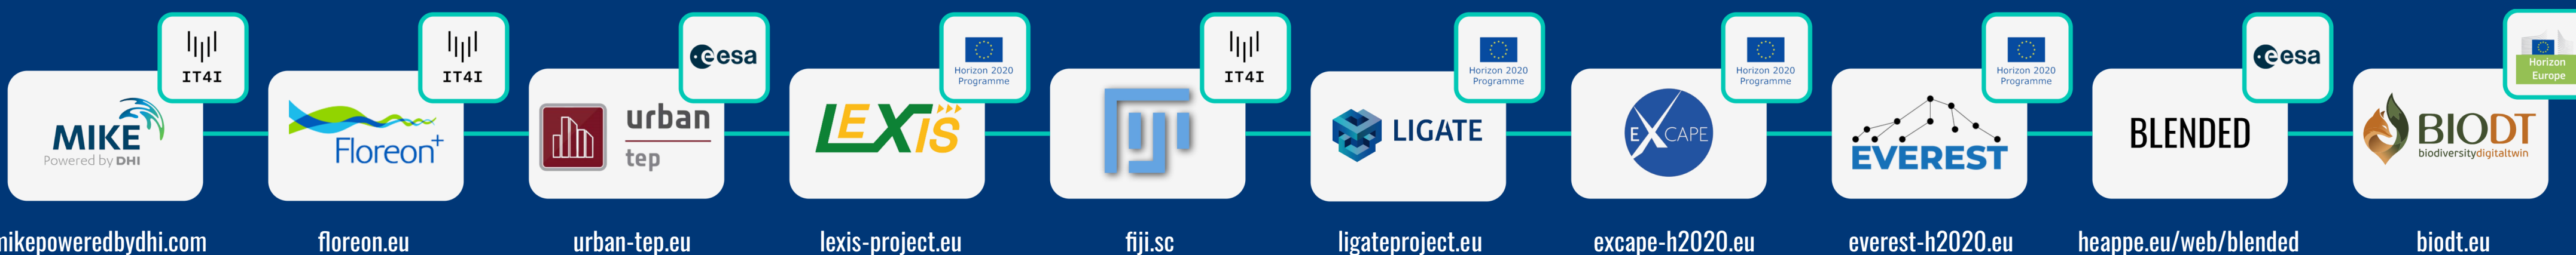 IT4I
MIKE
Powered by DHI
mikepoweredbydhi.com
IT4I
Floreon+
floreon.eu
esa
urban
tep
urban-tep.eu
Horizon 2020
Programme
LEXIS
lexis-project.eu
IT4I
fiji.sc
Horizon 2020
Programme
LIGATE
ligateproject.eu
Horizon 2020
Programme
EXCAPE
excape-h2020.eu
Horizon 2020
Programme
EVEREST
everest-h2020.eu
esa
BLENDED
heappe.eu/web/blended
Horizon
Europe
BIODT
biodiversitydigitaltwin
biodt.eu